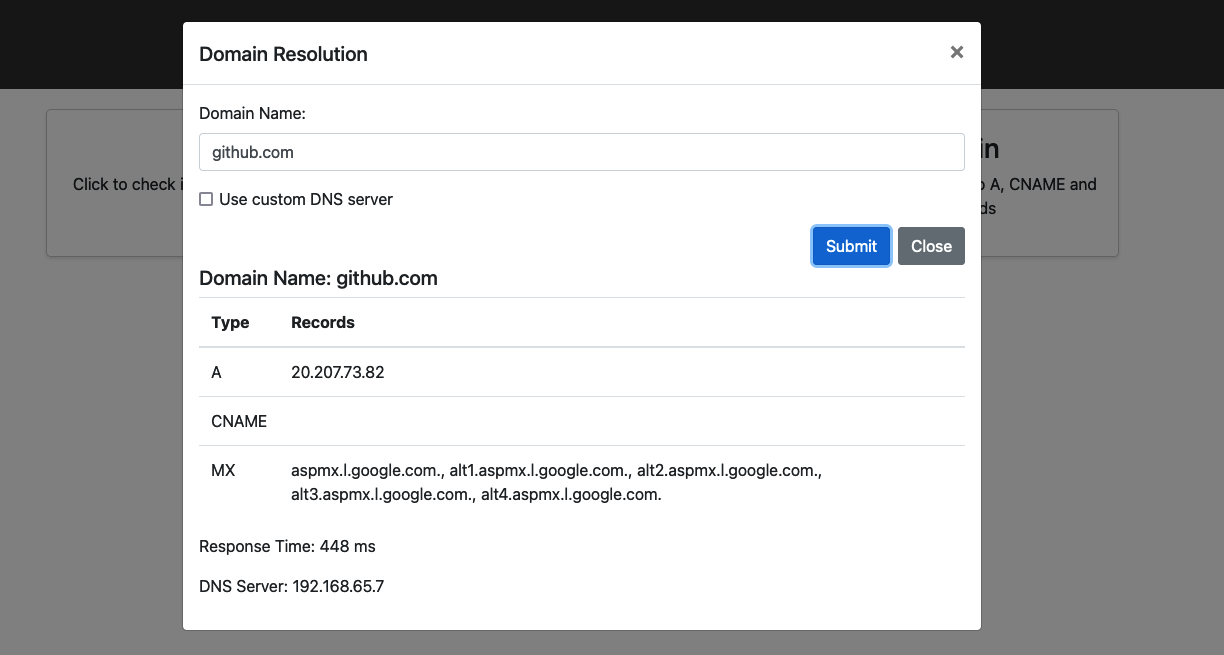 Domain Resolution ×
Domain Name:
github.com
Use custom DNS server
Submit Close
Click to check
A, CNAME and
Domain Name: github.com
Type Records
A 20.207.73.82
CNAME
MX aspmx.l.google.com., alt1.aspmx.l.google.com., alt2.aspmx.l.google.com.,
alt3.aspmx.l.google.com., alt4.aspmx.l.google.com.
Response Time: 448 ms
DNS Server: 192.168.65.7